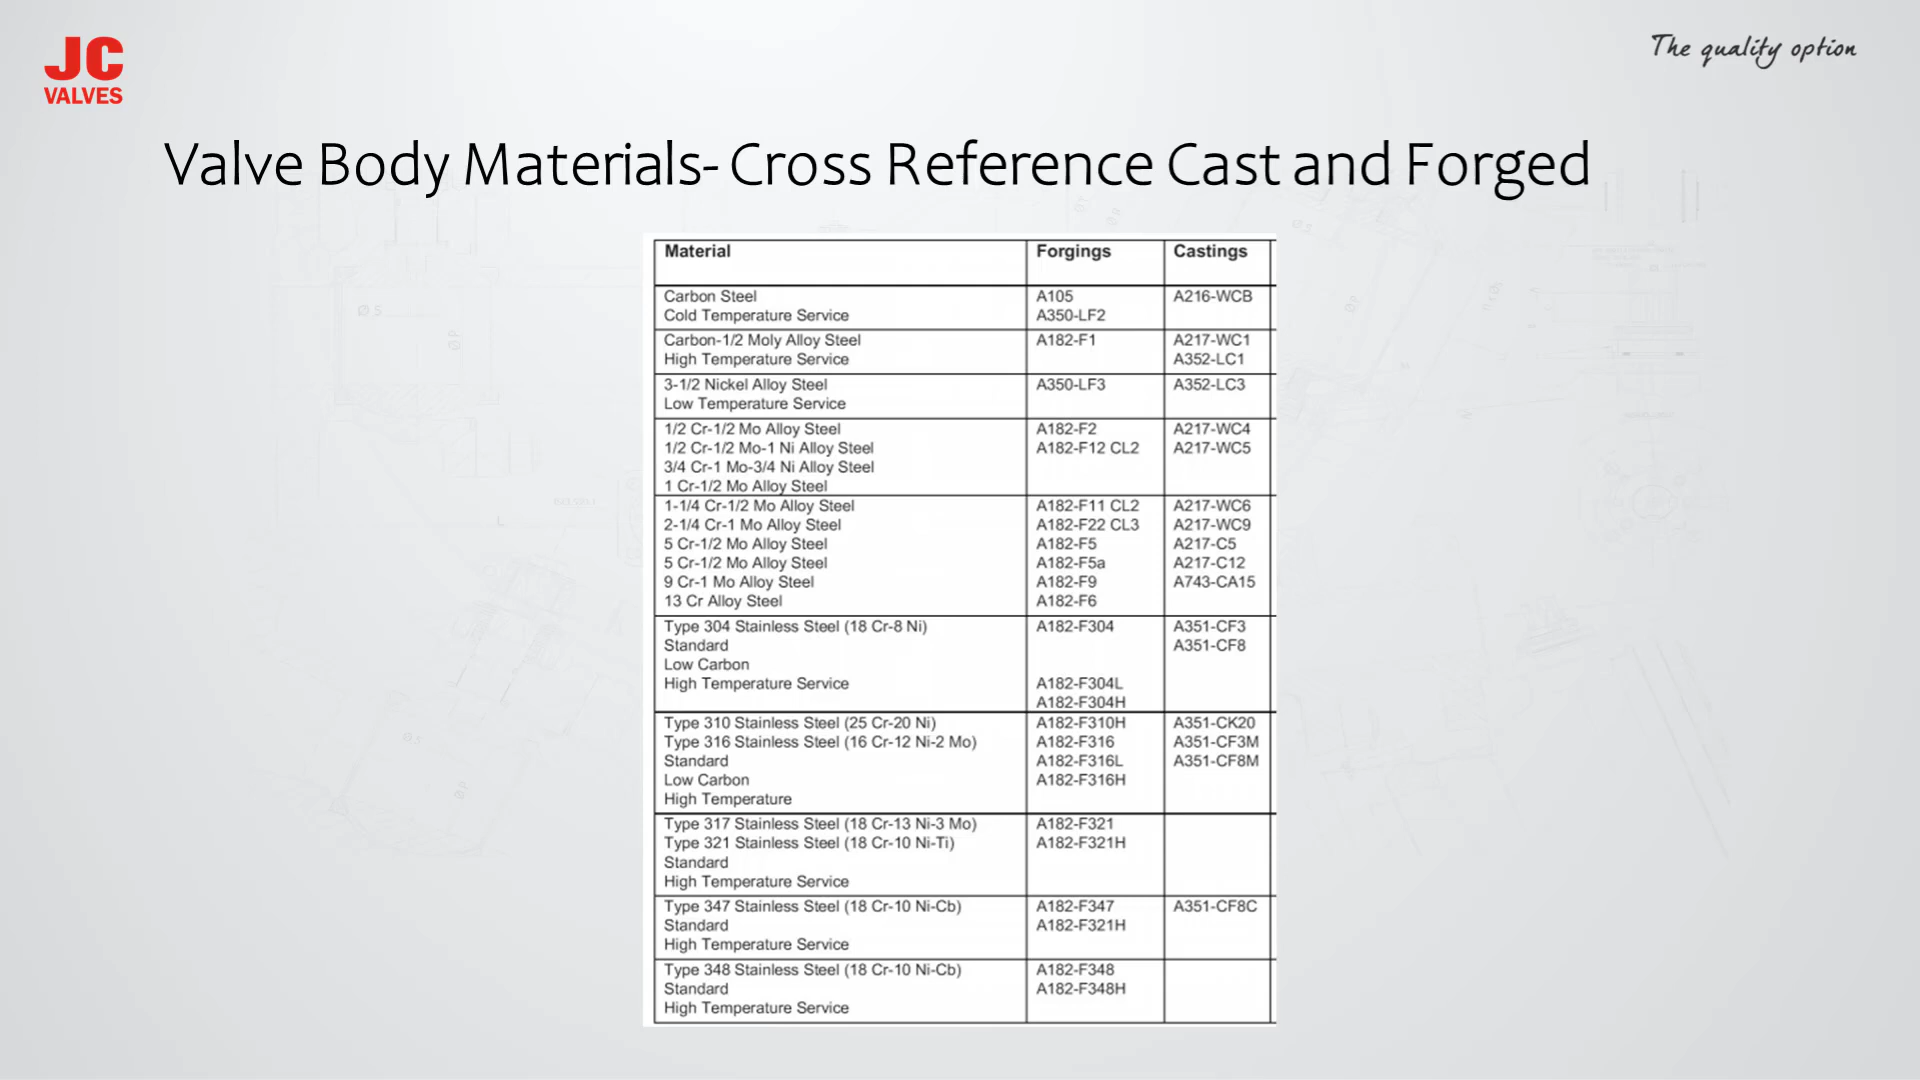 JC
VALVES
The quality option
Valve Body Materials- Cross Reference Cast and Forged
Material Forgings Castings
Carbon Steel A105 A216-WCB
Cold Temperature Service A350-LF2
Carbon-1/2 Moly Alloy Steel A182-F1 A217-WC1
High Temperature Service A352-LC1
3-1/2 Nickel Alloy Steel A350-LF3 A352-LC3
Low Temperature Service
1/2 Cr-1/2 Mo Alloy Steel A182-F2 A217-WC4
1/2 Cr-1/2 Mo-1 Ni Alloy Steel A182-F12 CL2 A217-WC5
3/4 Cr-1 Mo-3/4 Ni Alloy Steel
1 Cr-1/2 Mo Alloy Steel
1-1/4 Cr-1/2 Mo Alloy Steel A182-F11 CL2 A217-WC6
2-1/4 Cr-1 Mo Alloy Steel A182-F22 CL3 A217-WC9
5 Cr-1/2 Mo Alloy Steel A182-F5 A217-C5
5 Cr-1/2 Mo Alloy Steel A182-F5a A217-C12
9 Cr-1 Mo Alloy Steel A182-F9 A743-CA15
13 Cr Alloy Steel A182-F6
Type 304 Stainless Steel (18 Cr-8 Ni) A182-F304 A351-CF3
Standard A351-CF8
Low Carbon
High Temperature Service A182-F304L
A182-F304H
Type 310 Stainless Steel (25 Cr-20 Ni) A182-F310H A351-CK20
Type 316 Stainless Steel (16 Cr-12 Ni-2 Mo) A182-F316 A351-CF3M
Standard A182-F316L A351-CF8M
Low Carbon A182-F316H
High Temperature
Type 317 Stainless Steel (18 Cr-13 Ni-3 Mo) A182-F321
Type 321 Stainless Steel (18 Cr-10 Ni-Ti) A182-F321H
Standard
High Temperature Service
Type 347 Stainless Steel (18 Cr-10 Ni-Cb) A182-F347 A351-CF8C
Standard A182-F321H
High Temperature Service
Type 348 Stainless Steel (18 Cr-10 Ni-Cb) A182-F348
Standard A182-F348H
High Temperature Service